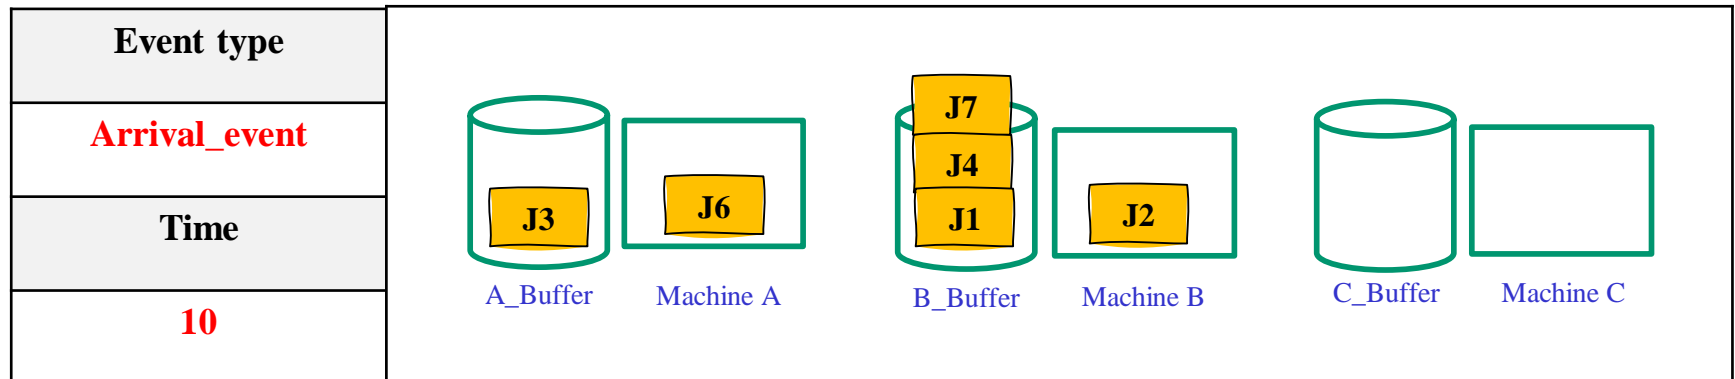 Event type
Arrival_event
Time
10
J7
J4
J3
J6
J1
J2
A_Buffer
Machine A
B_Buffer
Machine B
C_Buffer
Machine C